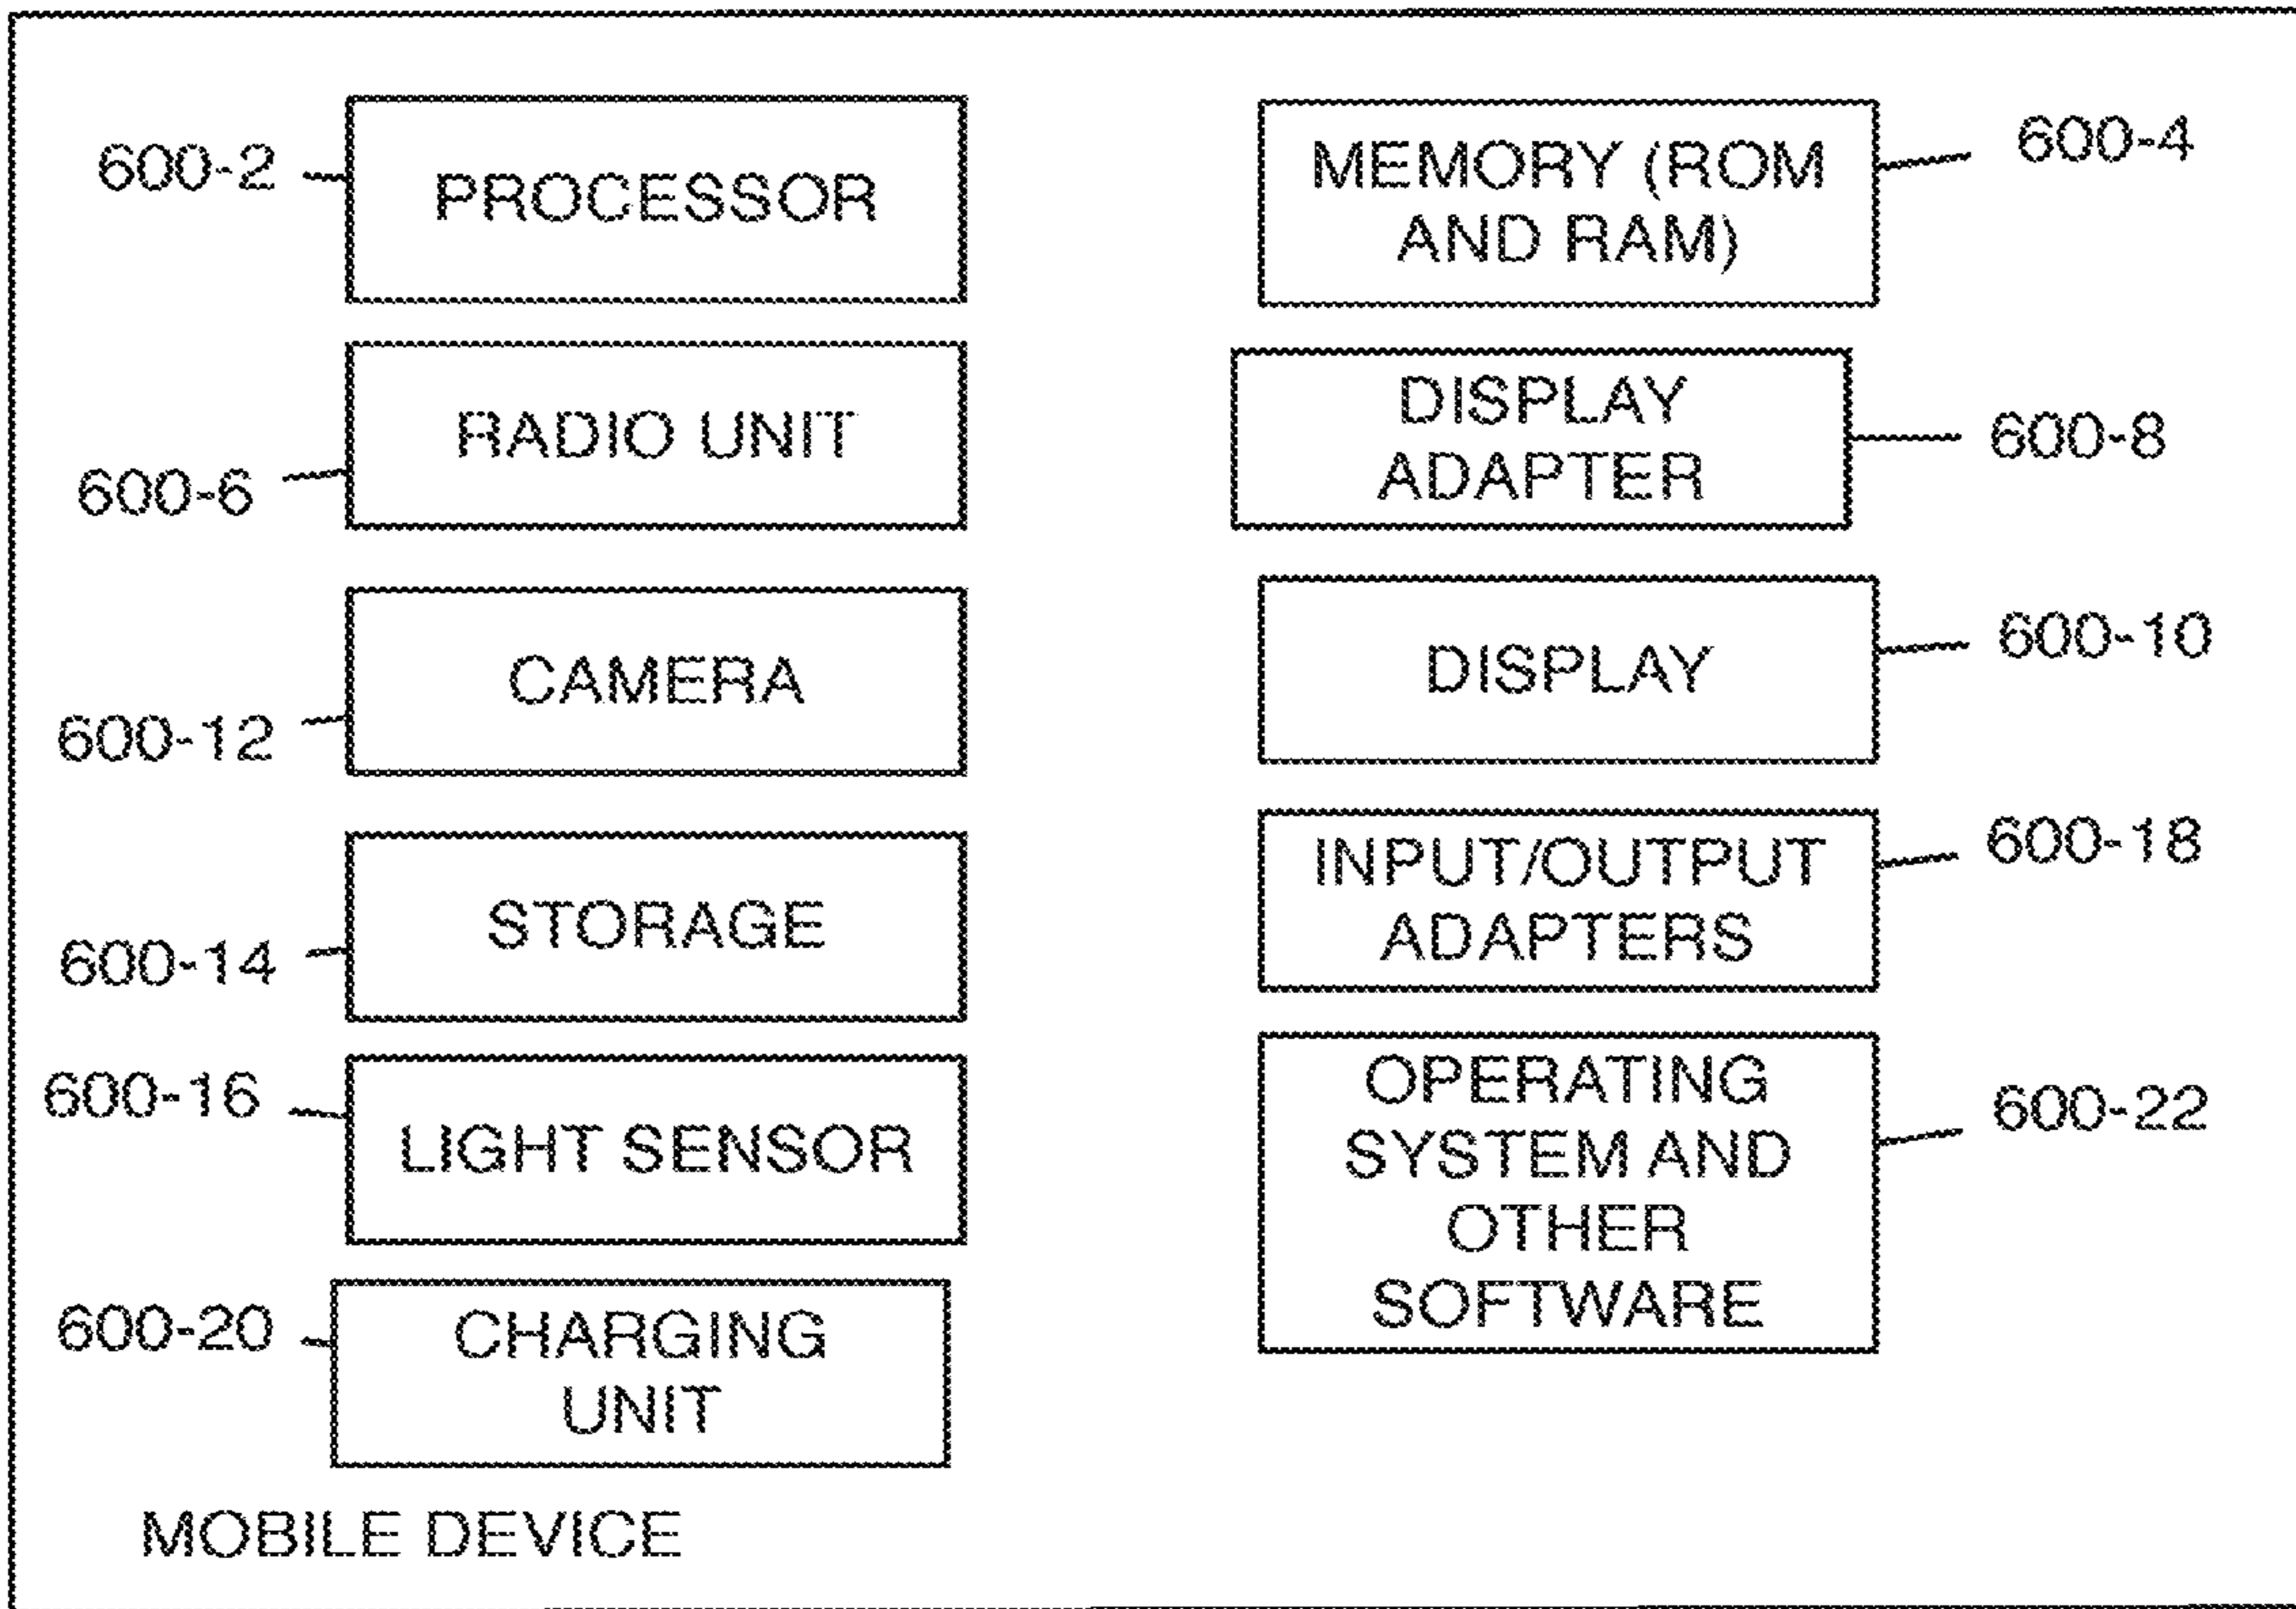 600-2
PROCESSOR
MEMORY (ROM
AND RAM)
600-4
RADIO UNIT
600-6
DISPLAY
ADAPTER
600-8
CAMERA
600-12
DISPLAY
600-10
STORAGE
600-14
INPUT/OUTPUT
ADAPTERS
600-18
600-16
LIGHT SENSOR
OPERATING
SYSTEM AND
OTHER
SOFTWARE
600-22
600-20
CHARGING
UNIT
MOBILE DEVICE